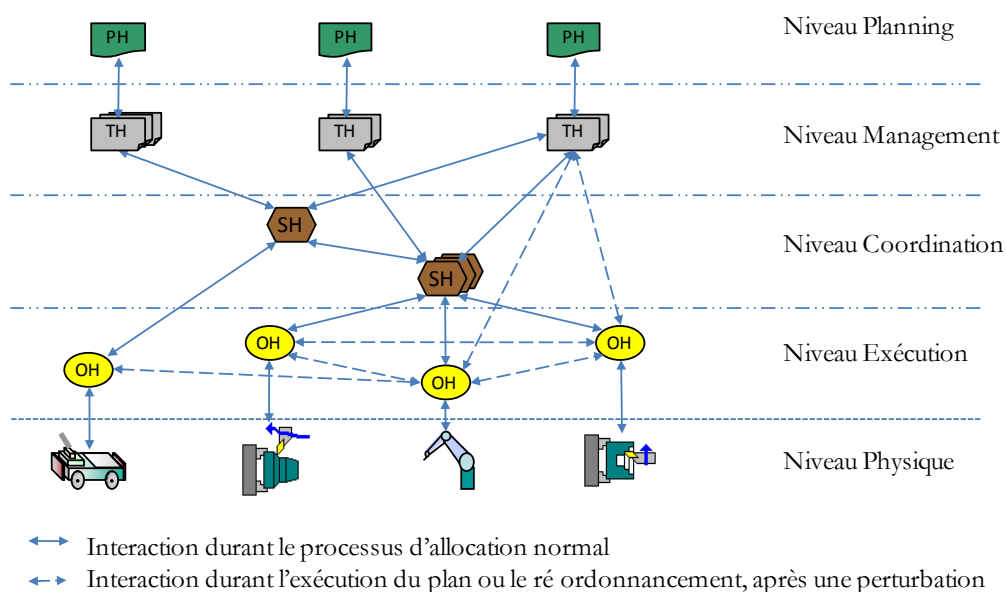 PH PH PH Niveau Planning
TH TH TH Niveau Management
SH
SH Niveau Coordination
OH OH
OH OH Niveau Exécution
Niveau Physique
Interaction durant le processus d'allocation normal
Interaction durant l'exécution du plan ou le ré ordonnancement, après une perturbation